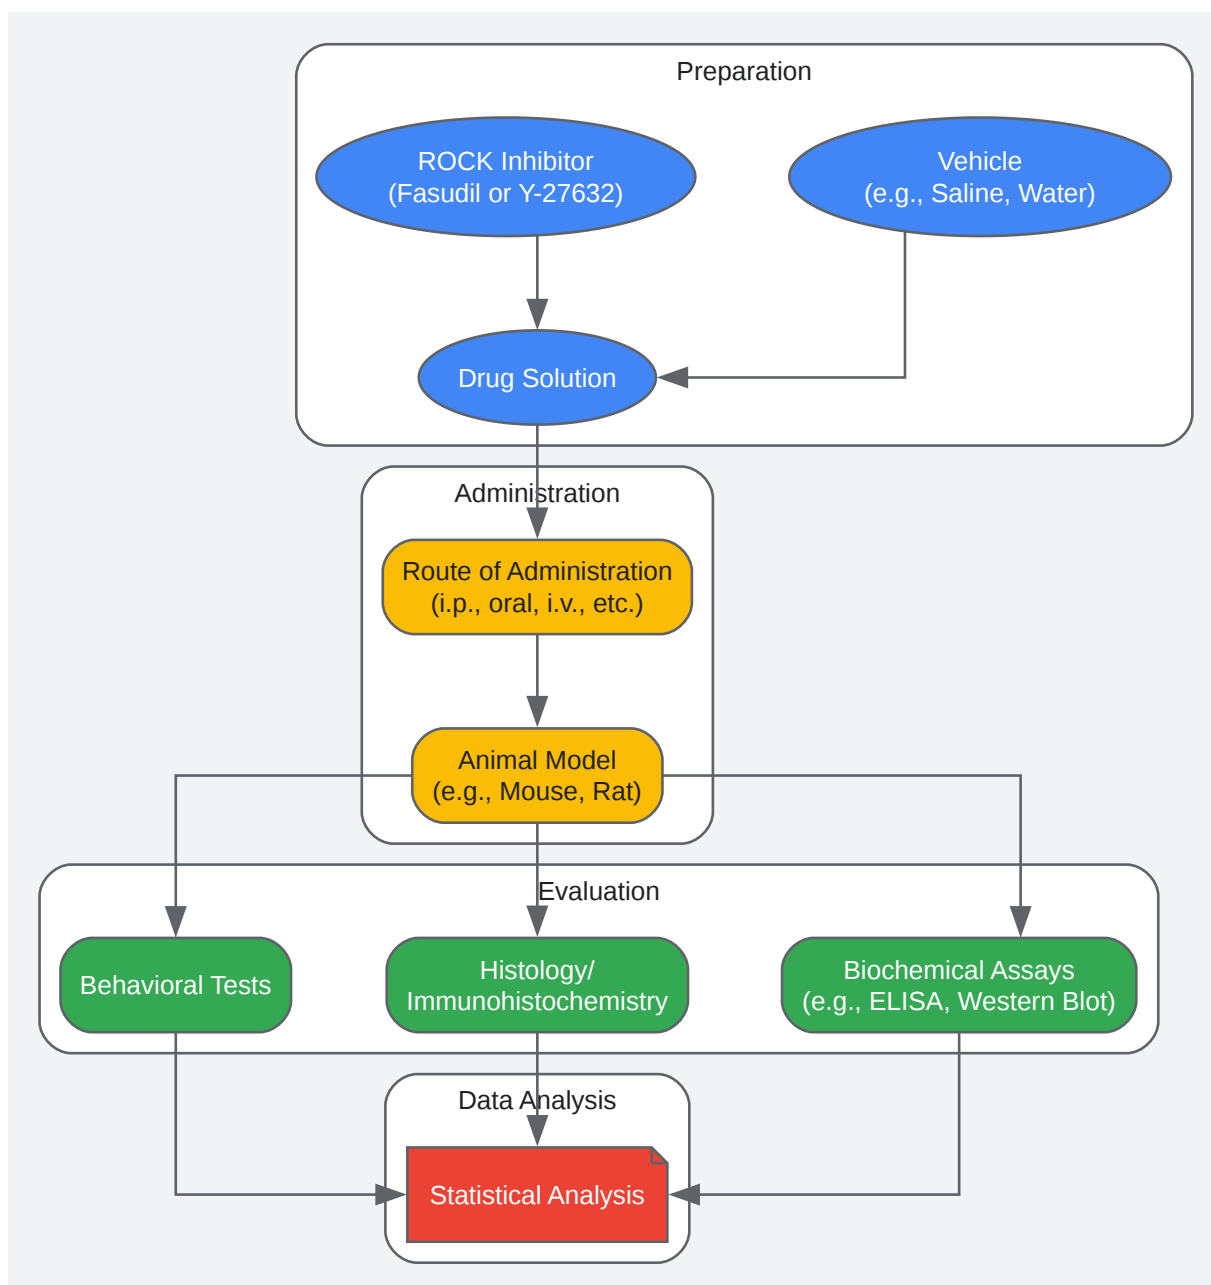 Preparation
ROCK Inhibitor
(Fasudil or Y-27632)
Vehicle
(e.g., Saline, Water)
Drug Solution
Administration
Route of Administration
(i.p., oral, i.v., etc.)
Animal Model
(e.g., Mouse, Rat)
Evaluation
Behavioral Tests
Histology/
Immunohistochemistry
Biochemical Assays
(e.g., ELISA, Western Blot)
Data Analysis
Statistical Analysis